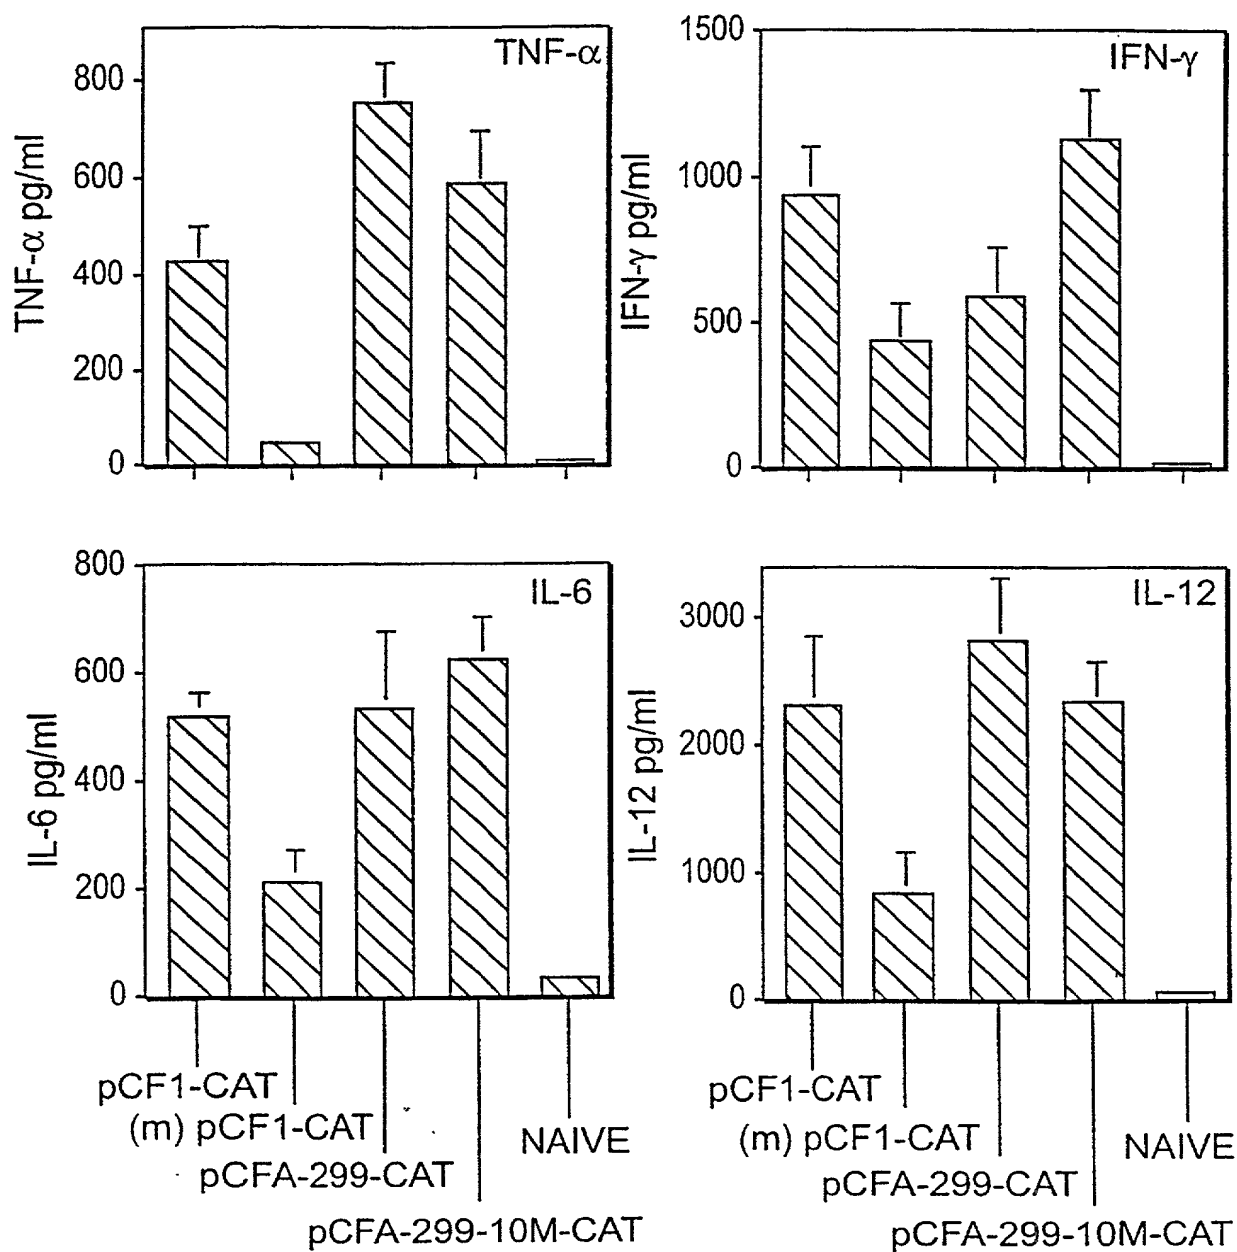 TNF-α
TNF-α pg/ml
800
600
400
200
0
IFN-γ
IFN-γ pg/ml
1500
1000
500
0
IL-6
IL-6 pg/ml
800
600
400
200
0
IL-12
IL-12 pg/ml
3000
2000
1000
0
pCF1-CAT
(m) pCF1-CAT
pCFA-299-CAT
pCFA-299-10M-CAT
NAIVE
pCF1-CAT
(m) pCF1-CAT
pCFA-299-CAT
pCFA-299-10M-CAT
NAIVE